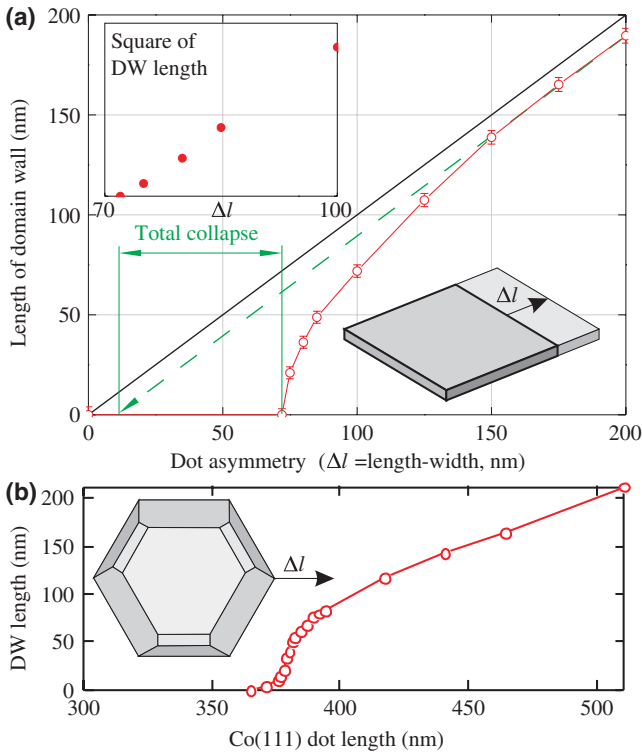 (a)
200
150
100
50
0
Length of domain wall (nm)
Square of
DW length
70
Δl
100
Total collapse
Δl
0
50
100
150
200
Dot asymmetry (Δl =length-width, nm)
(b)
200
150
100
50
0
DW length (nm)
Δl
300
350
400
450
500
Co(111) dot length (nm)